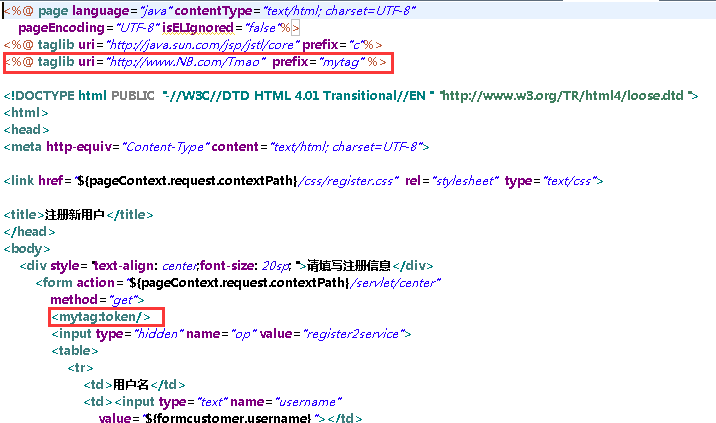 <%@ page language="java" contentType="text/html; charset=UTF-8"
pageEncoding="UTF-8" isELIgnored="false"%>
<%@ taglib uri="http://java.sun.com/jsp/jstl/core" prefix="c"%>
<%@ taglib uri="http://www.NB.com/Tmao" prefix="mytag"%>
<!DOCTYPE html PUBLIC "-//W3C//DTD HTML 4.01 Transitional//EN" "http://www.w3.org/TR/html4/loose.dtd">
<html>
<head>
<meta http-equiv="Content-Type" content="text/html; charset=UTF-8">
<link href="${pageContext.request.contextPath}/css/register.css" rel="stylesheet" type="text/css">
<title>注册新用户</title>
</head>
<body>
<div style="text-align: center;font-size: 20sp; ">请填写注册信息</div>
<form action="${pageContext.request.contextPath}/servlet/center"
method="get">
<mytag:token/>
<input type="hidden" name="op" value="register2service">
<table>
<tr>
<td>用户名</td>
<td><input type="text" name="username"
value="${formcustomer.username}"></td>